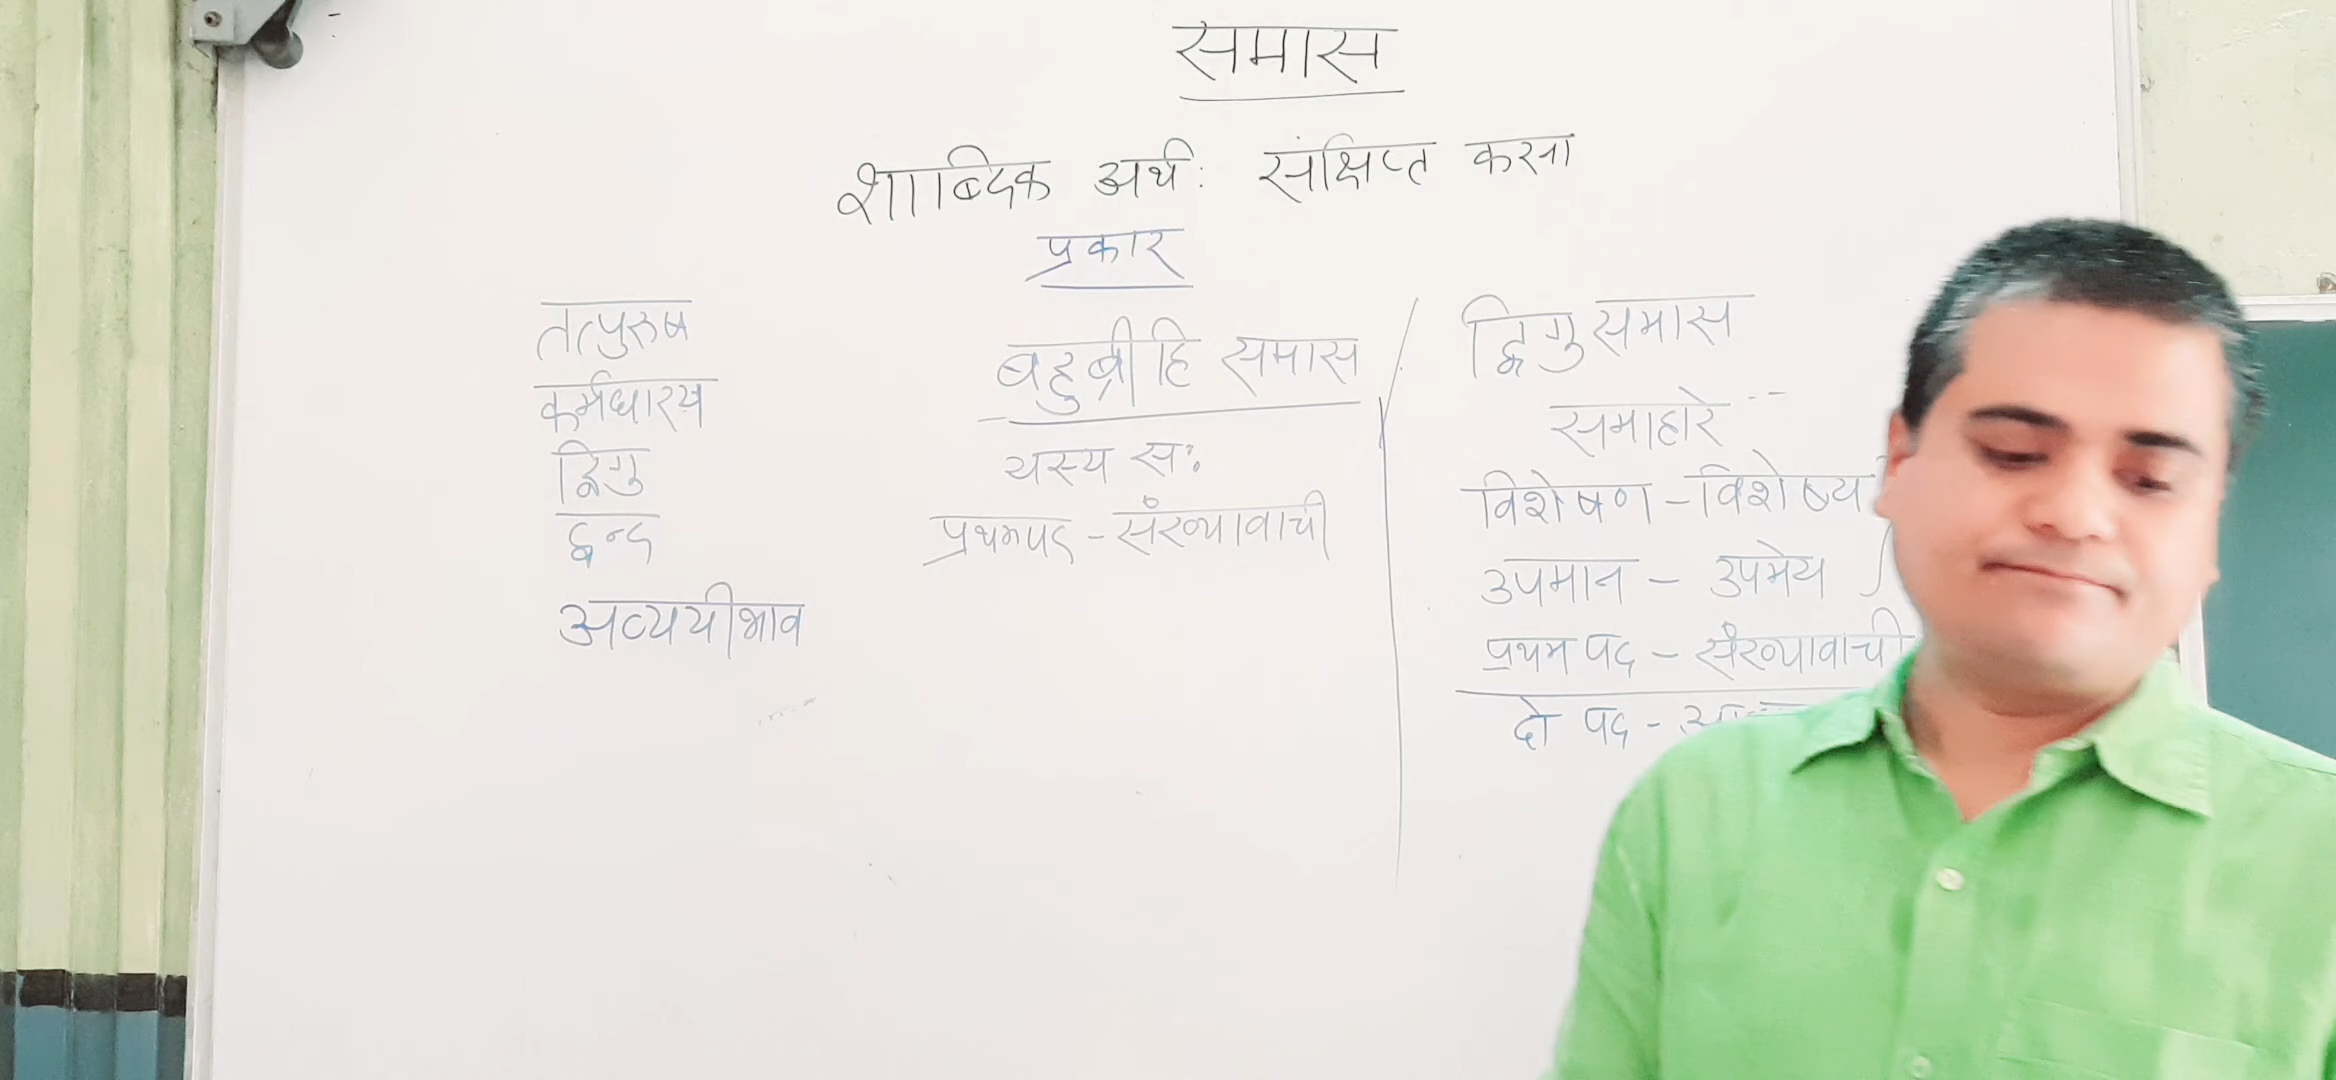 समास
शाब्दिक अर्थ: संक्षिप्त करना
प्रकार
तत्पुरुष
कर्मधारय
द्विगु
द्वन्द
अव्ययीभाव
बहुब्रीहि समास
यस्य सः
प्रथमपद - संख्यावाची
द्विगु समास
समाहारे
विशेषण - विशेष्य
उपमान - उपमेय
प्रथम पद - संख्यावाची
दो पद -